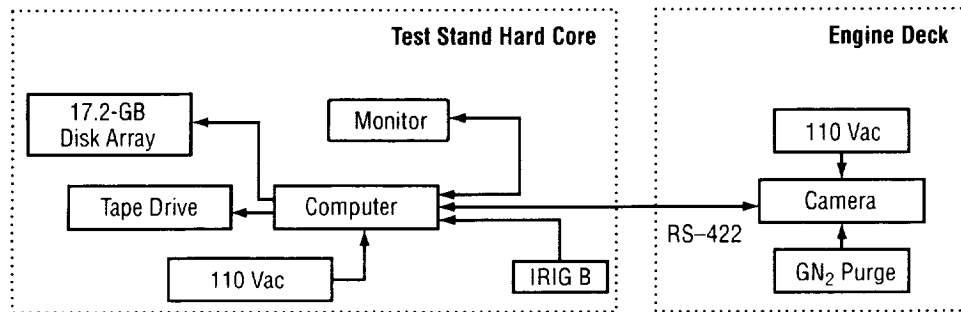 Test Stand Hard Core
17.2-GB
Disk Array
Monitor
Tape Drive
Computer
110 Vac
IRIG B
RS–422
Engine Deck
110 Vac
Camera
GN₂ Purge